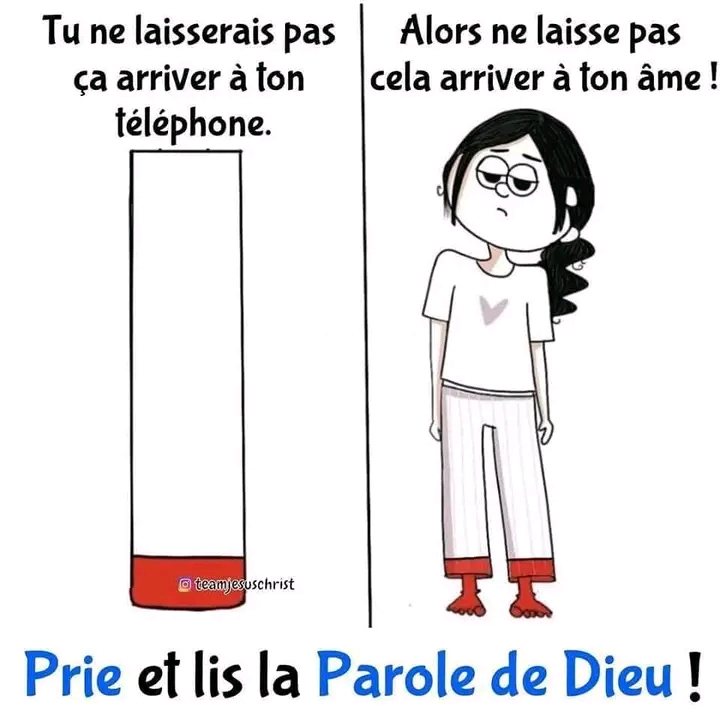 Tu ne laisserais pas
ça arriver à ton
téléphone.
Alors ne laisse pas
cela arriver à ton âme !
teamjesuschrist
Prie et lis la Parole de Dieu !